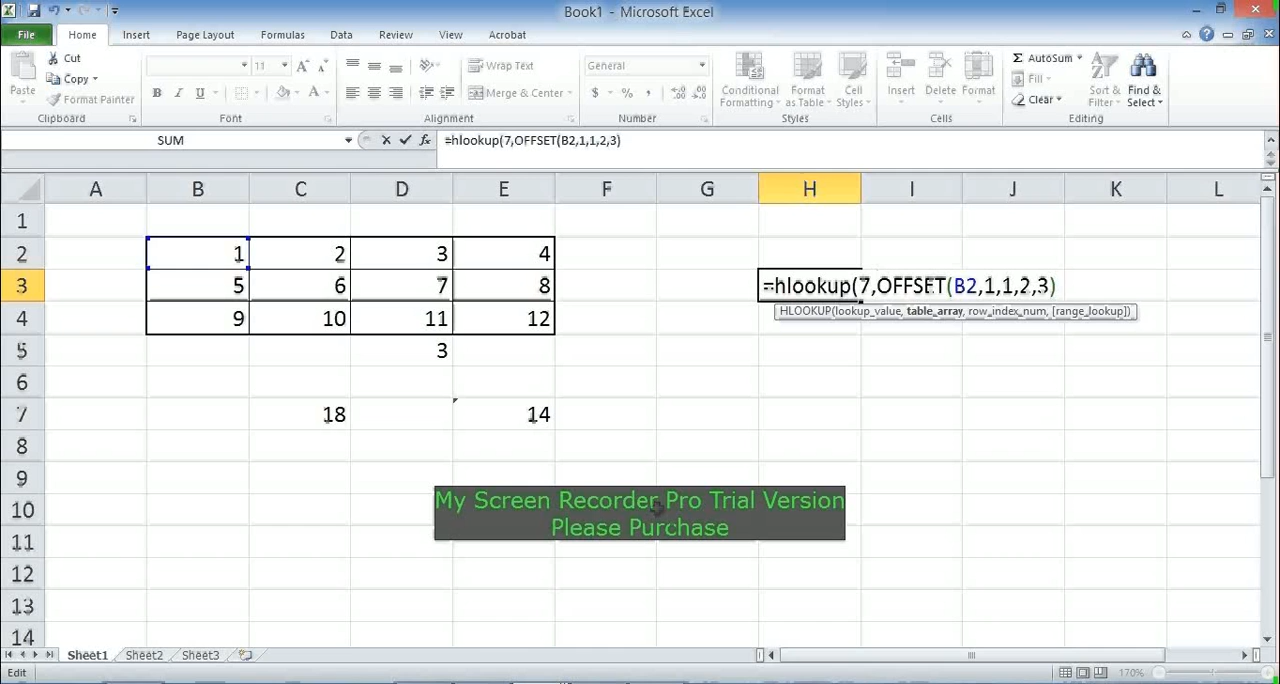 Book1 - Microsoft Excel
File Home Insert Page Layout Formulas Data Review View Acrobat
Paste
Cut
Copy
Format Painter
Clipboard
11 A A
B I U A
Font
Wrap Text
Merge & Center
Alignment
General
$ % ,
Number
Conditional Formatting
Format as Table
Cell Styles
Styles
Insert Delete Format
Cells
Σ AutoSum
Fill
Clear
Sort & Filter
Find & Select
Editing
SUM fx =hlookup(7,OFFSET(B2,1,1,2,3)
A B C D E F G H I J K L
1
2 1 2 3 4
3 5 6 7 8 =hlookup(7,OFFSET(B2,1,1,2,3)
HLOOKUP(lookup_value, table_array, row_index_num, [range_lookup])
4 9 10 11 12
5 3
6
7 18 14
8
9
10
11
12
13
14
My Screen Recorder Pro Trial Version
Please Purchase
Sheet1 Sheet2 Sheet3
Edit 170%